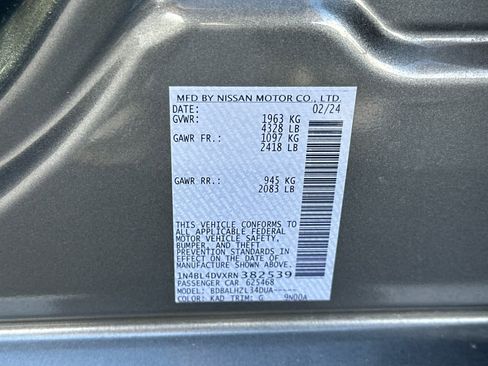 MFD BY NISSAN MOTOR CO., LTD.
DATE: 02/24
GVWR: 1963 KG
4328 LB
GAWR FR.: 1097 KG
2418 LB
GAWR RR.: 945 KG
2083 LB
THIS VEHICLE CONFORMS TO
ALL APPLICABLE FEDERAL
MOTOR VEHICLE SAFETY,
BUMPER, AND THEFT
PREVENTION STANDARDS IN
EFFECT ON THE DATE OF
MANUFACTURE SHOWN ABOVE.
1N4BL4DVXRN382539
PASSENGER CAR 625468
MODEL: BDBALHZL34DUA-----
COLOR: KAD TRIM: G 9N00A